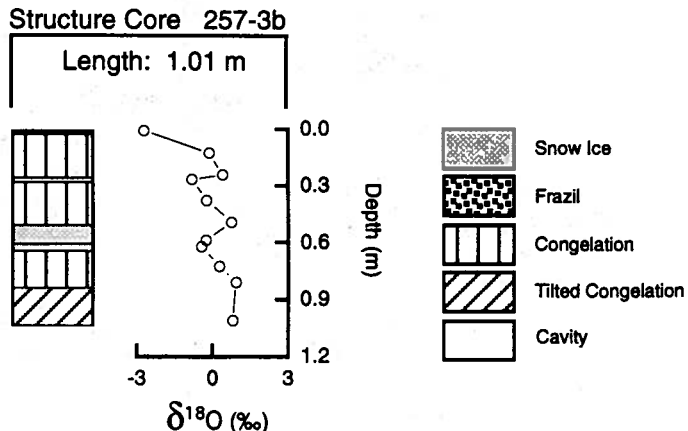 Structure Core 257-3b
Length: 1.01 m
0.0
0.3
0.6
0.9
1.2
Depth (m)
-3 0 3
δ18O (‰)
Snow Ice
Frazil
Congelation
Tilted Congelation
Cavity